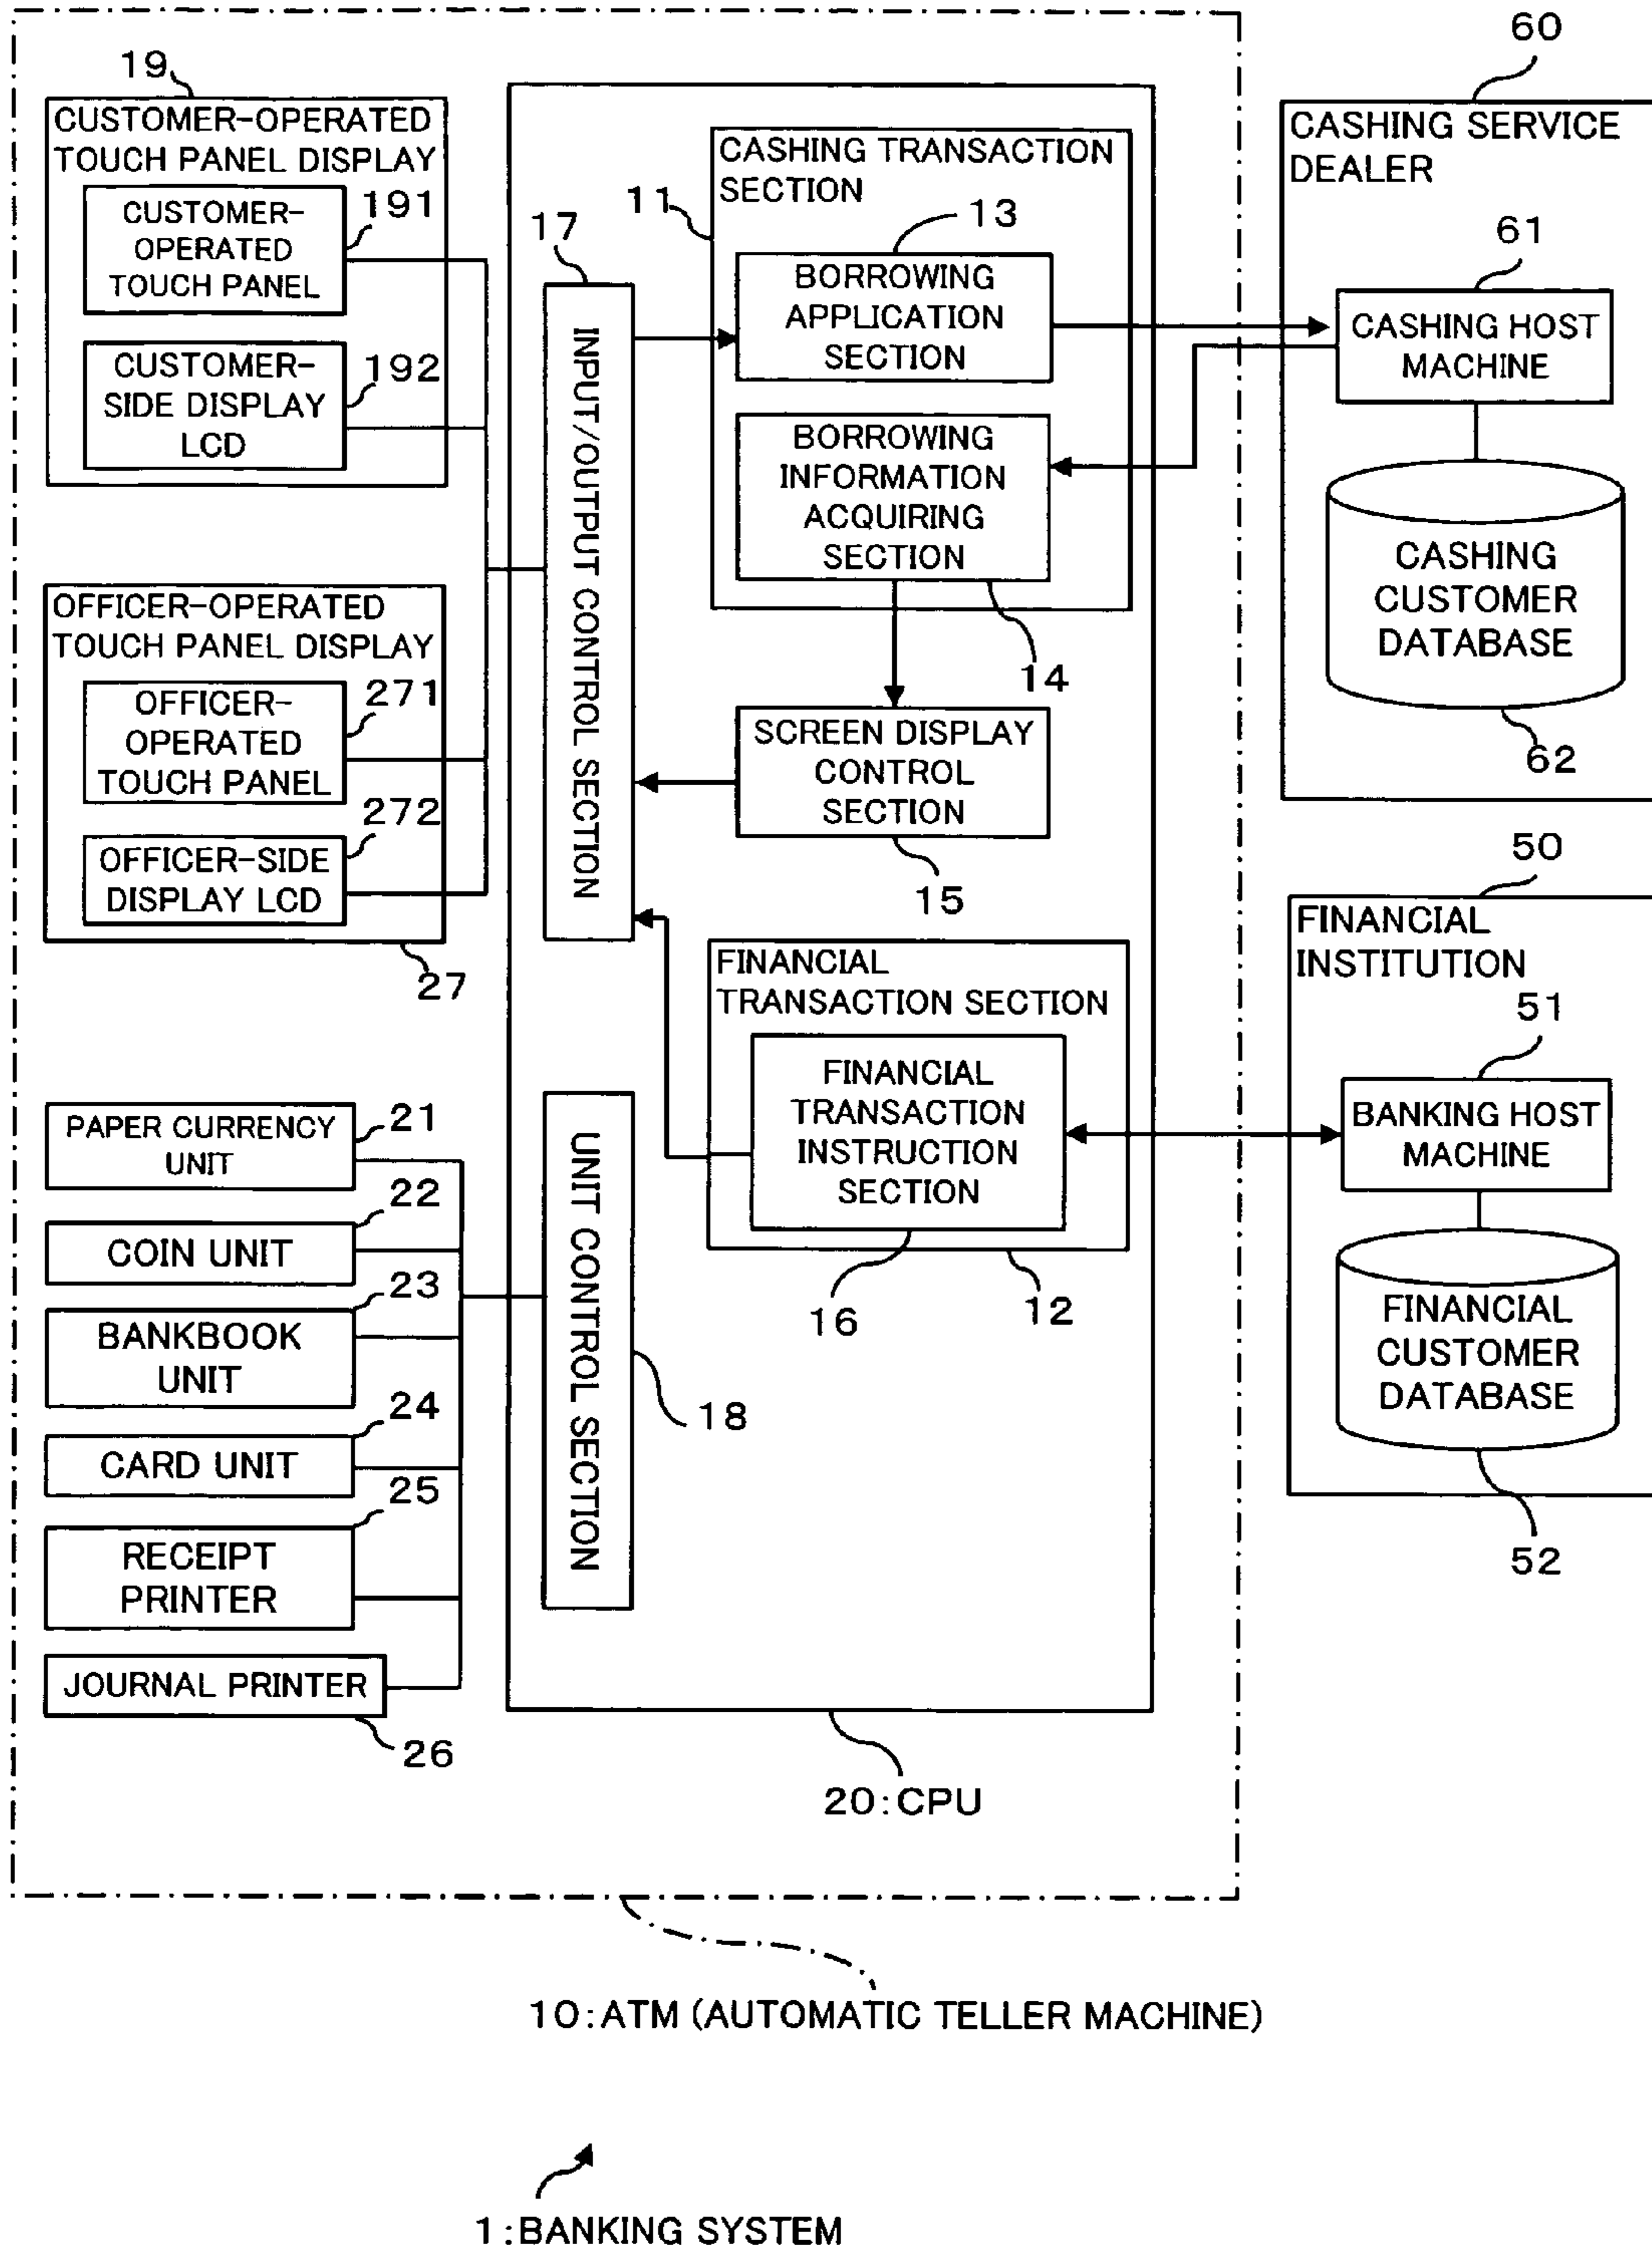 19
CUSTOMER-OPERATED
TOUCH PANEL DISPLAY
CUSTOMER-
OPERATED
TOUCH PANEL
191
CUSTOMER-
SIDE DISPLAY
LCD
192
OFFICER-OPERATED
TOUCH PANEL DISPLAY
OFFICER-
OPERATED
TOUCH PANEL
271
OFFICER-SIDE
DISPLAY LCD
272
27
PAPER CURRENCY
UNIT
21
COIN UNIT
22
BANKBOOK
UNIT
23
CARD UNIT
24
RECEIPT
PRINTER
25
JOURNAL PRINTER
26
17
INPUT/OUTPUT CONTROL SECTION
UNIT CONTROL SECTION
18
11
CASHING TRANSACTION
SECTION
13
BORROWING
APPLICATION
SECTION
BORROWING
INFORMATION
ACQUIRING
SECTION
14
SCREEN DISPLAY
CONTROL
SECTION
15
FINANCIAL
TRANSACTION SECTION
FINANCIAL
TRANSACTION
INSTRUCTION
SECTION
16
12
20:CPU
60
CASHING SERVICE
DEALER
61
CASHING HOST
MACHINE
CASHING
CUSTOMER
DATABASE
62
50
FINANCIAL
INSTITUTION
51
BANKING HOST
MACHINE
FINANCIAL
CUSTOMER
DATABASE
52
10:ATM (AUTOMATIC TELLER MACHINE)
1:BANKING SYSTEM